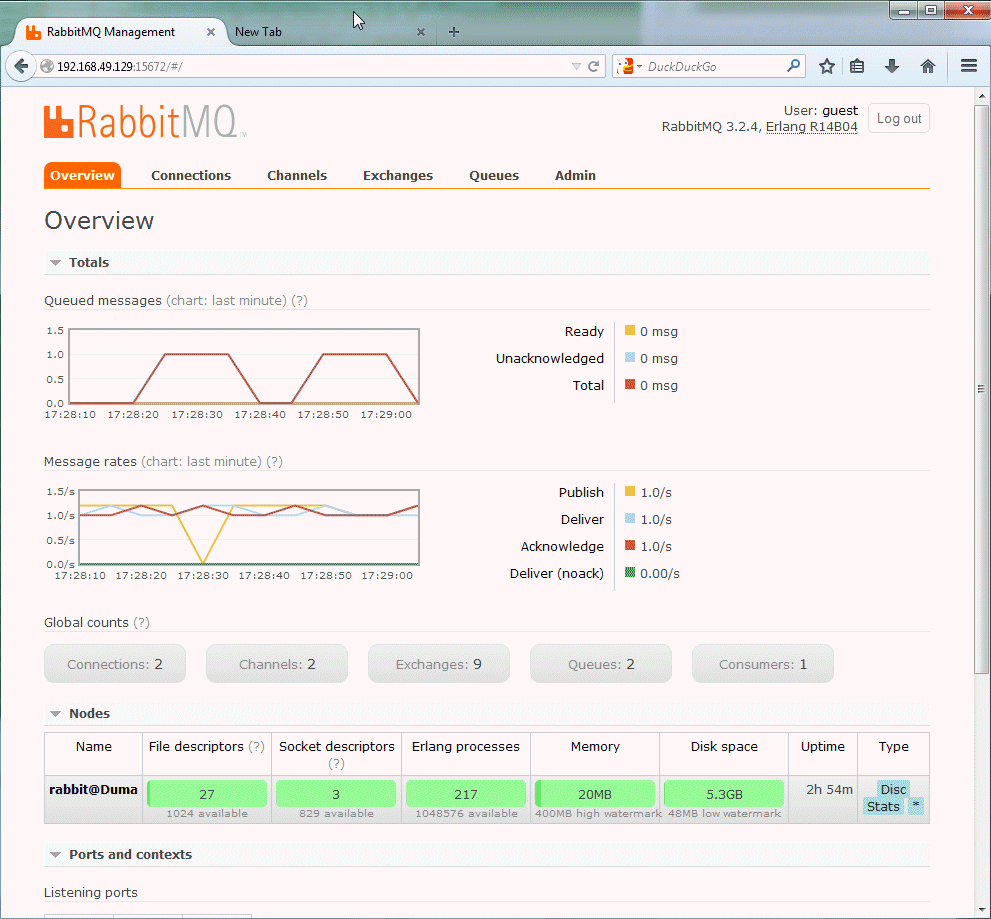 RabbitMQ Management
New Tab
192.168.49.129:15672/#/
DuckDuckGo
RabbitMQ™
User: guest
RabbitMQ 3.2.4, Erlang R14B04
Log out
Overview Connections Channels Exchanges Queues Admin
Overview
Totals
Queued messages (chart: last minute) (?)
1.5
1.0
0.5
0.0
17:28:10 17:28:20 17:28:30 17:28:40 17:28:50 17:29:00
Ready 0 msg
Unacknowledged 0 msg
Total 0 msg
Message rates (chart: last minute) (?)
1.5/s
1.0/s
0.5/s
0.0/s
17:28:10 17:28:20 17:28:30 17:28:40 17:28:50 17:29:00
Publish 1.0/s
Deliver 1.0/s
Acknowledge 1.0/s
Deliver (noack) 0.00/s
Global counts (?)
Connections: 2 Channels: 2 Exchanges: 9 Queues: 2 Consumers: 1
Nodes
Name File descriptors (?) Socket descriptors (?) Erlang processes Memory Disk space Uptime Type
rabbit@Duma 27 3 217 20MB 5.3GB 2h 54m Disc
1024 available 829 available 1048576 available 400MB high watermark 48MB low watermark Stats *
Ports and contexts
Listening ports